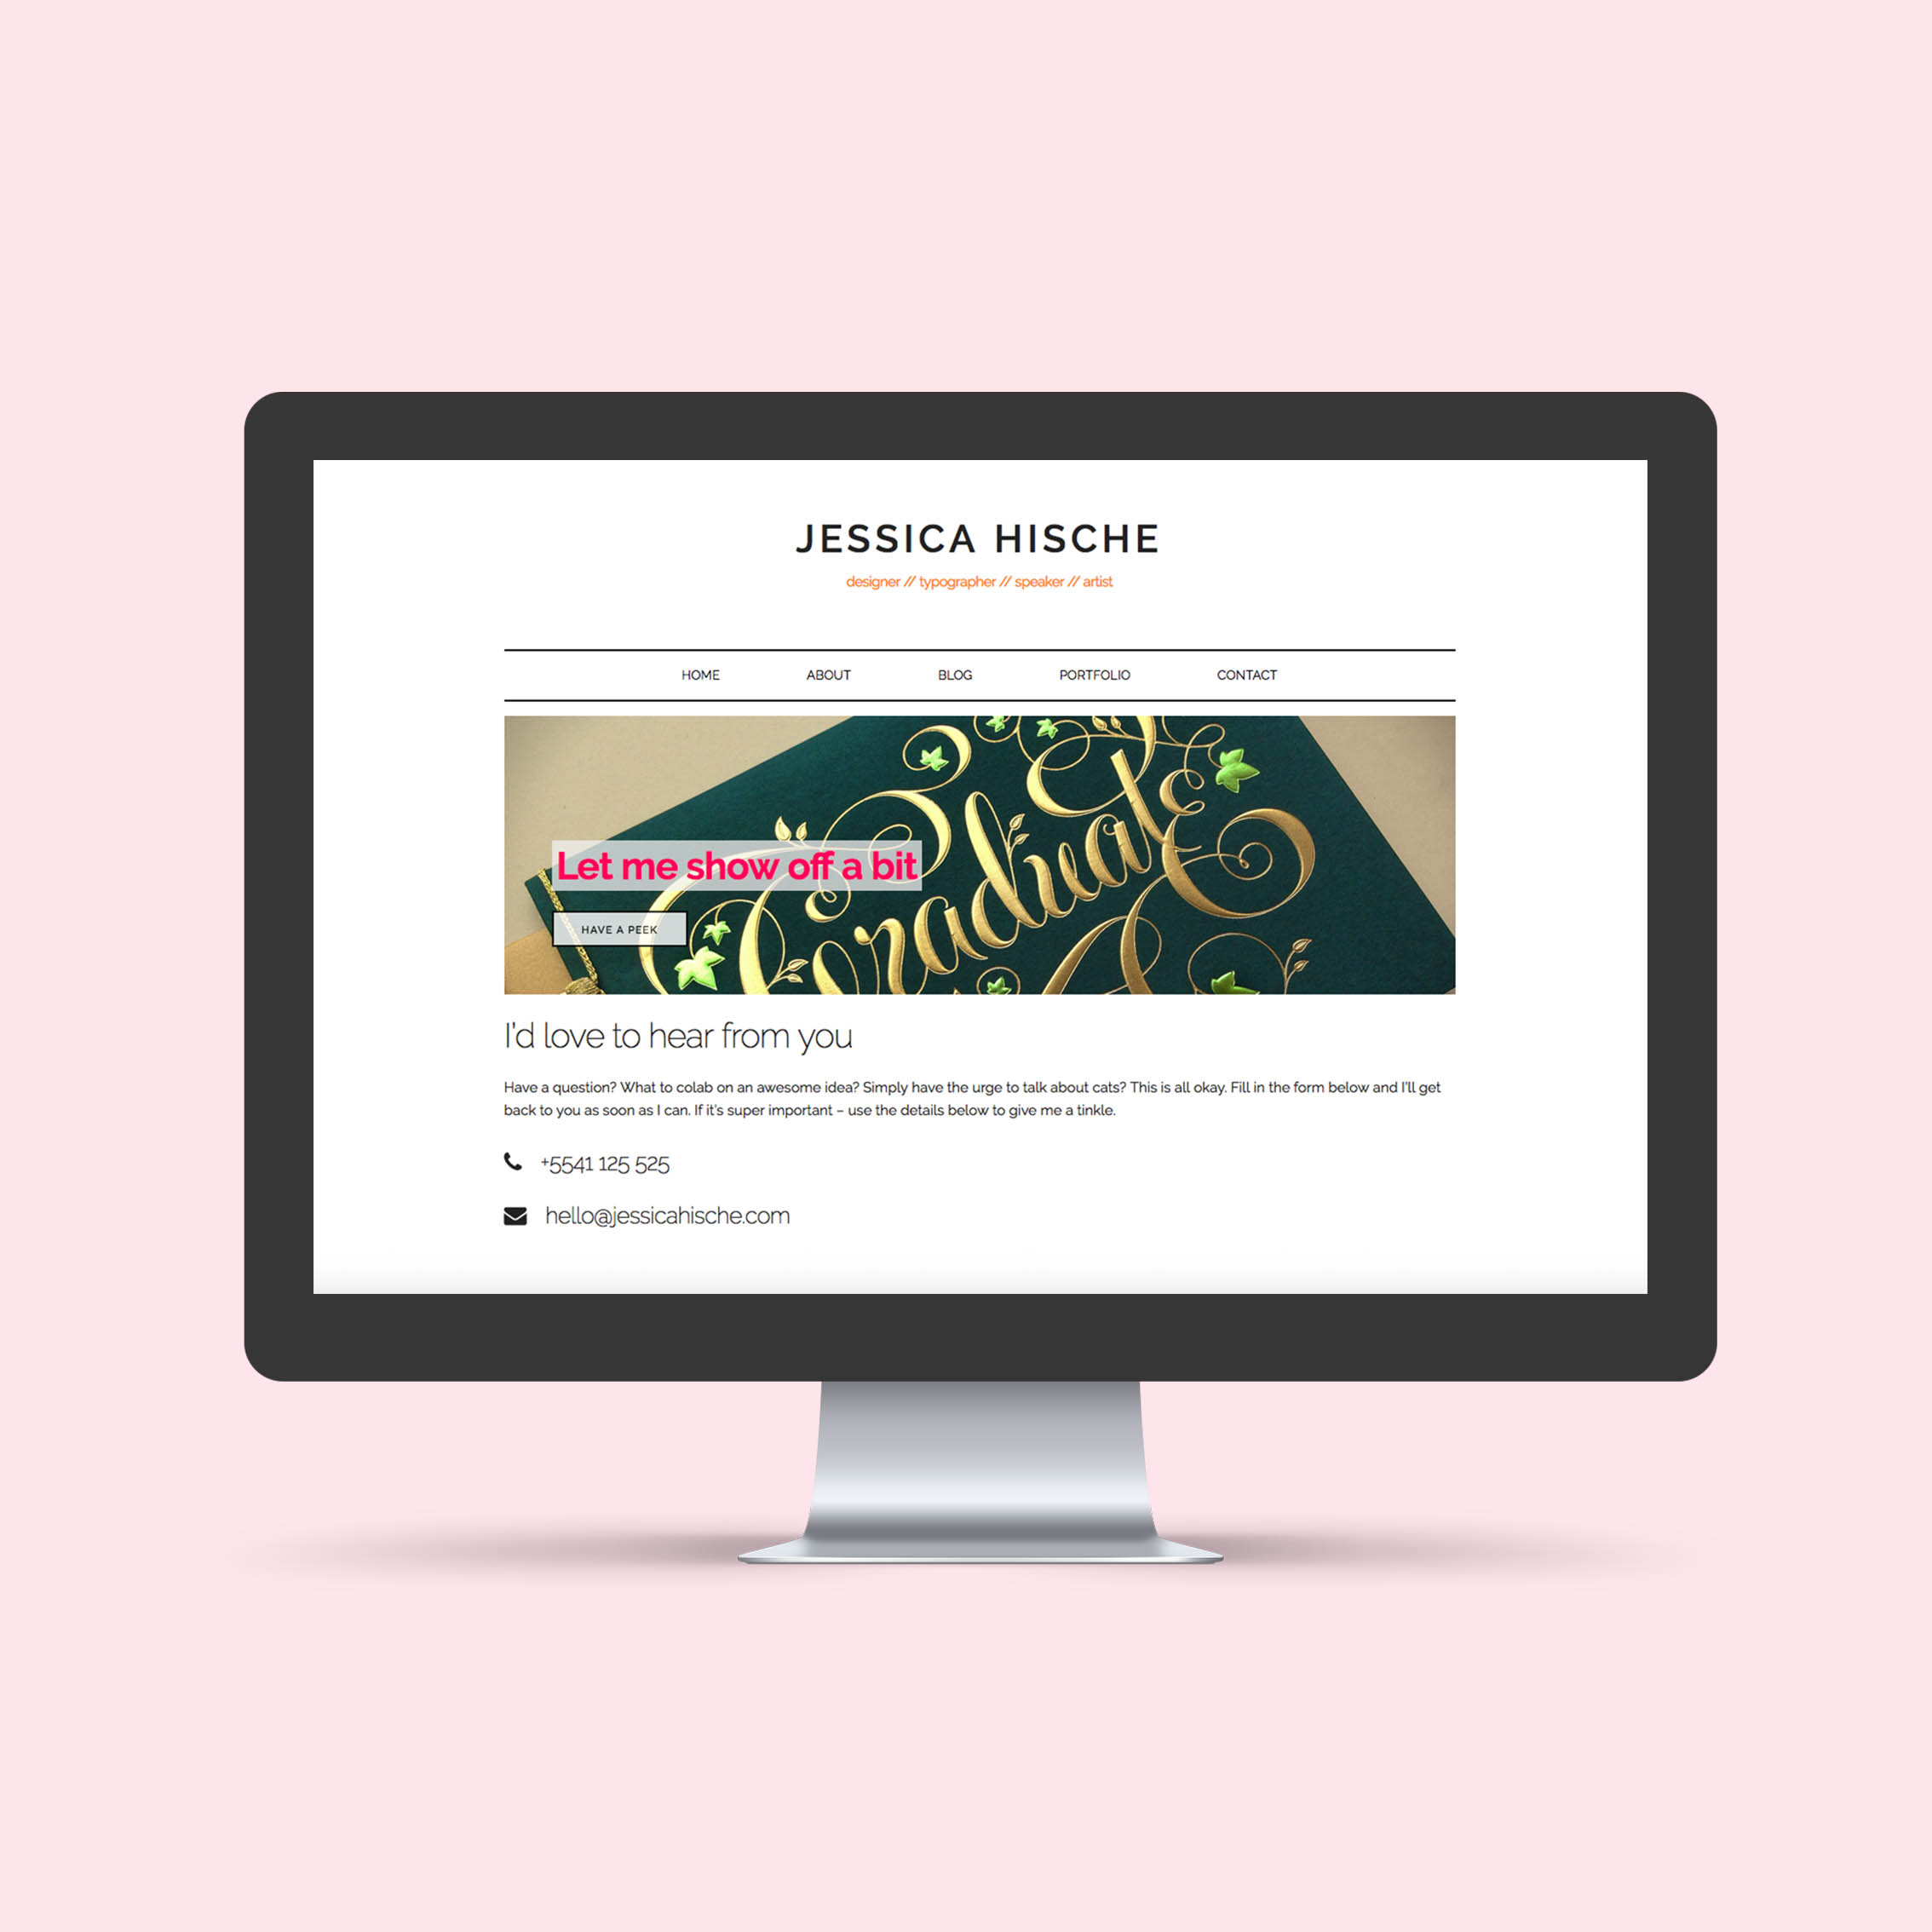 JESSICA HISCHE
designer // typographer // speaker // artist
HOME ABOUT BLOG PORTFOLIO CONTACT
Graduate
Let me show off a bit
HAVE A PEEK
I'd love to hear from you
Have a question? What to colab on an awesome idea? Simply have the urge to talk about cats? This is all okay. Fill in the form below and I'll get
back to you as soon as I can. If it's super important – use the details below to give me a tinkle.
+5541 125 525
hello@jessicahische.com